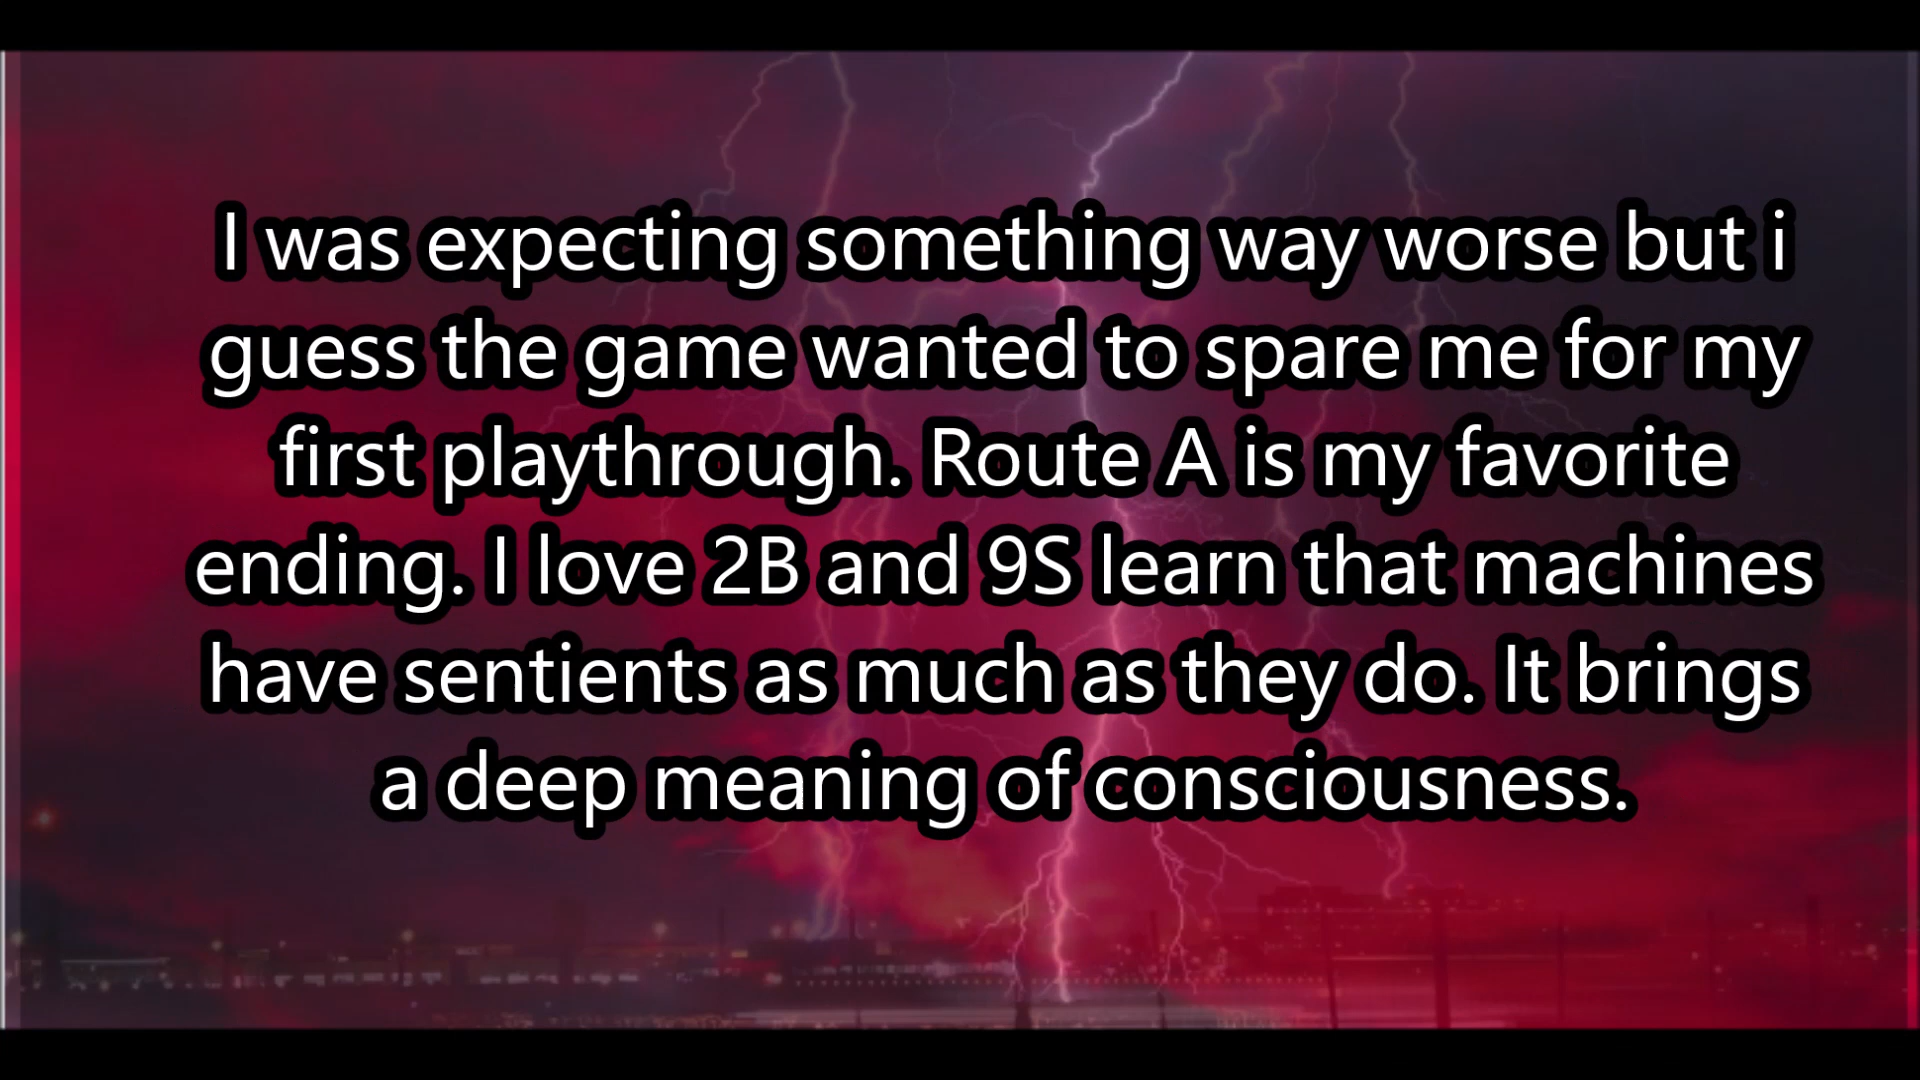 I was expecting something way worse but i
guess the game wanted to spare me for my
first playthrough. Route A is my favorite
ending. I love 2B and 9S learn that machines
have sentients as much as they do. It brings
a deep meaning of consciousness.